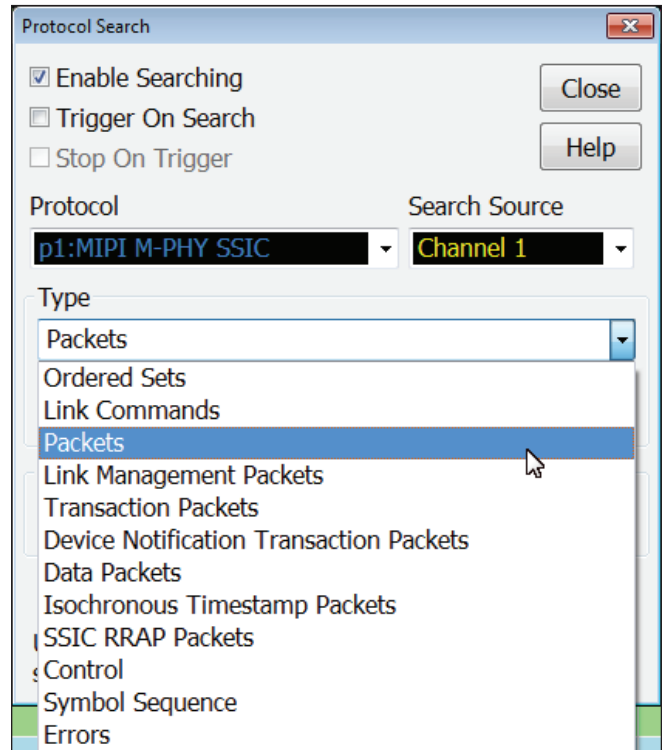 Protocol Search
Enable Searching
Close
Trigger On Search
Help
Stop On Trigger
Protocol
Search Source
p1:MIPI M-PHY SSIC
Channel 1
Type
Packets
Ordered Sets
Link Commands
Packets
Link Management Packets
Transaction Packets
Device Notification Transaction Packets
Data Packets
Isochronous Timestamp Packets
SSIC RRAP Packets
Control
Symbol Sequence
Errors